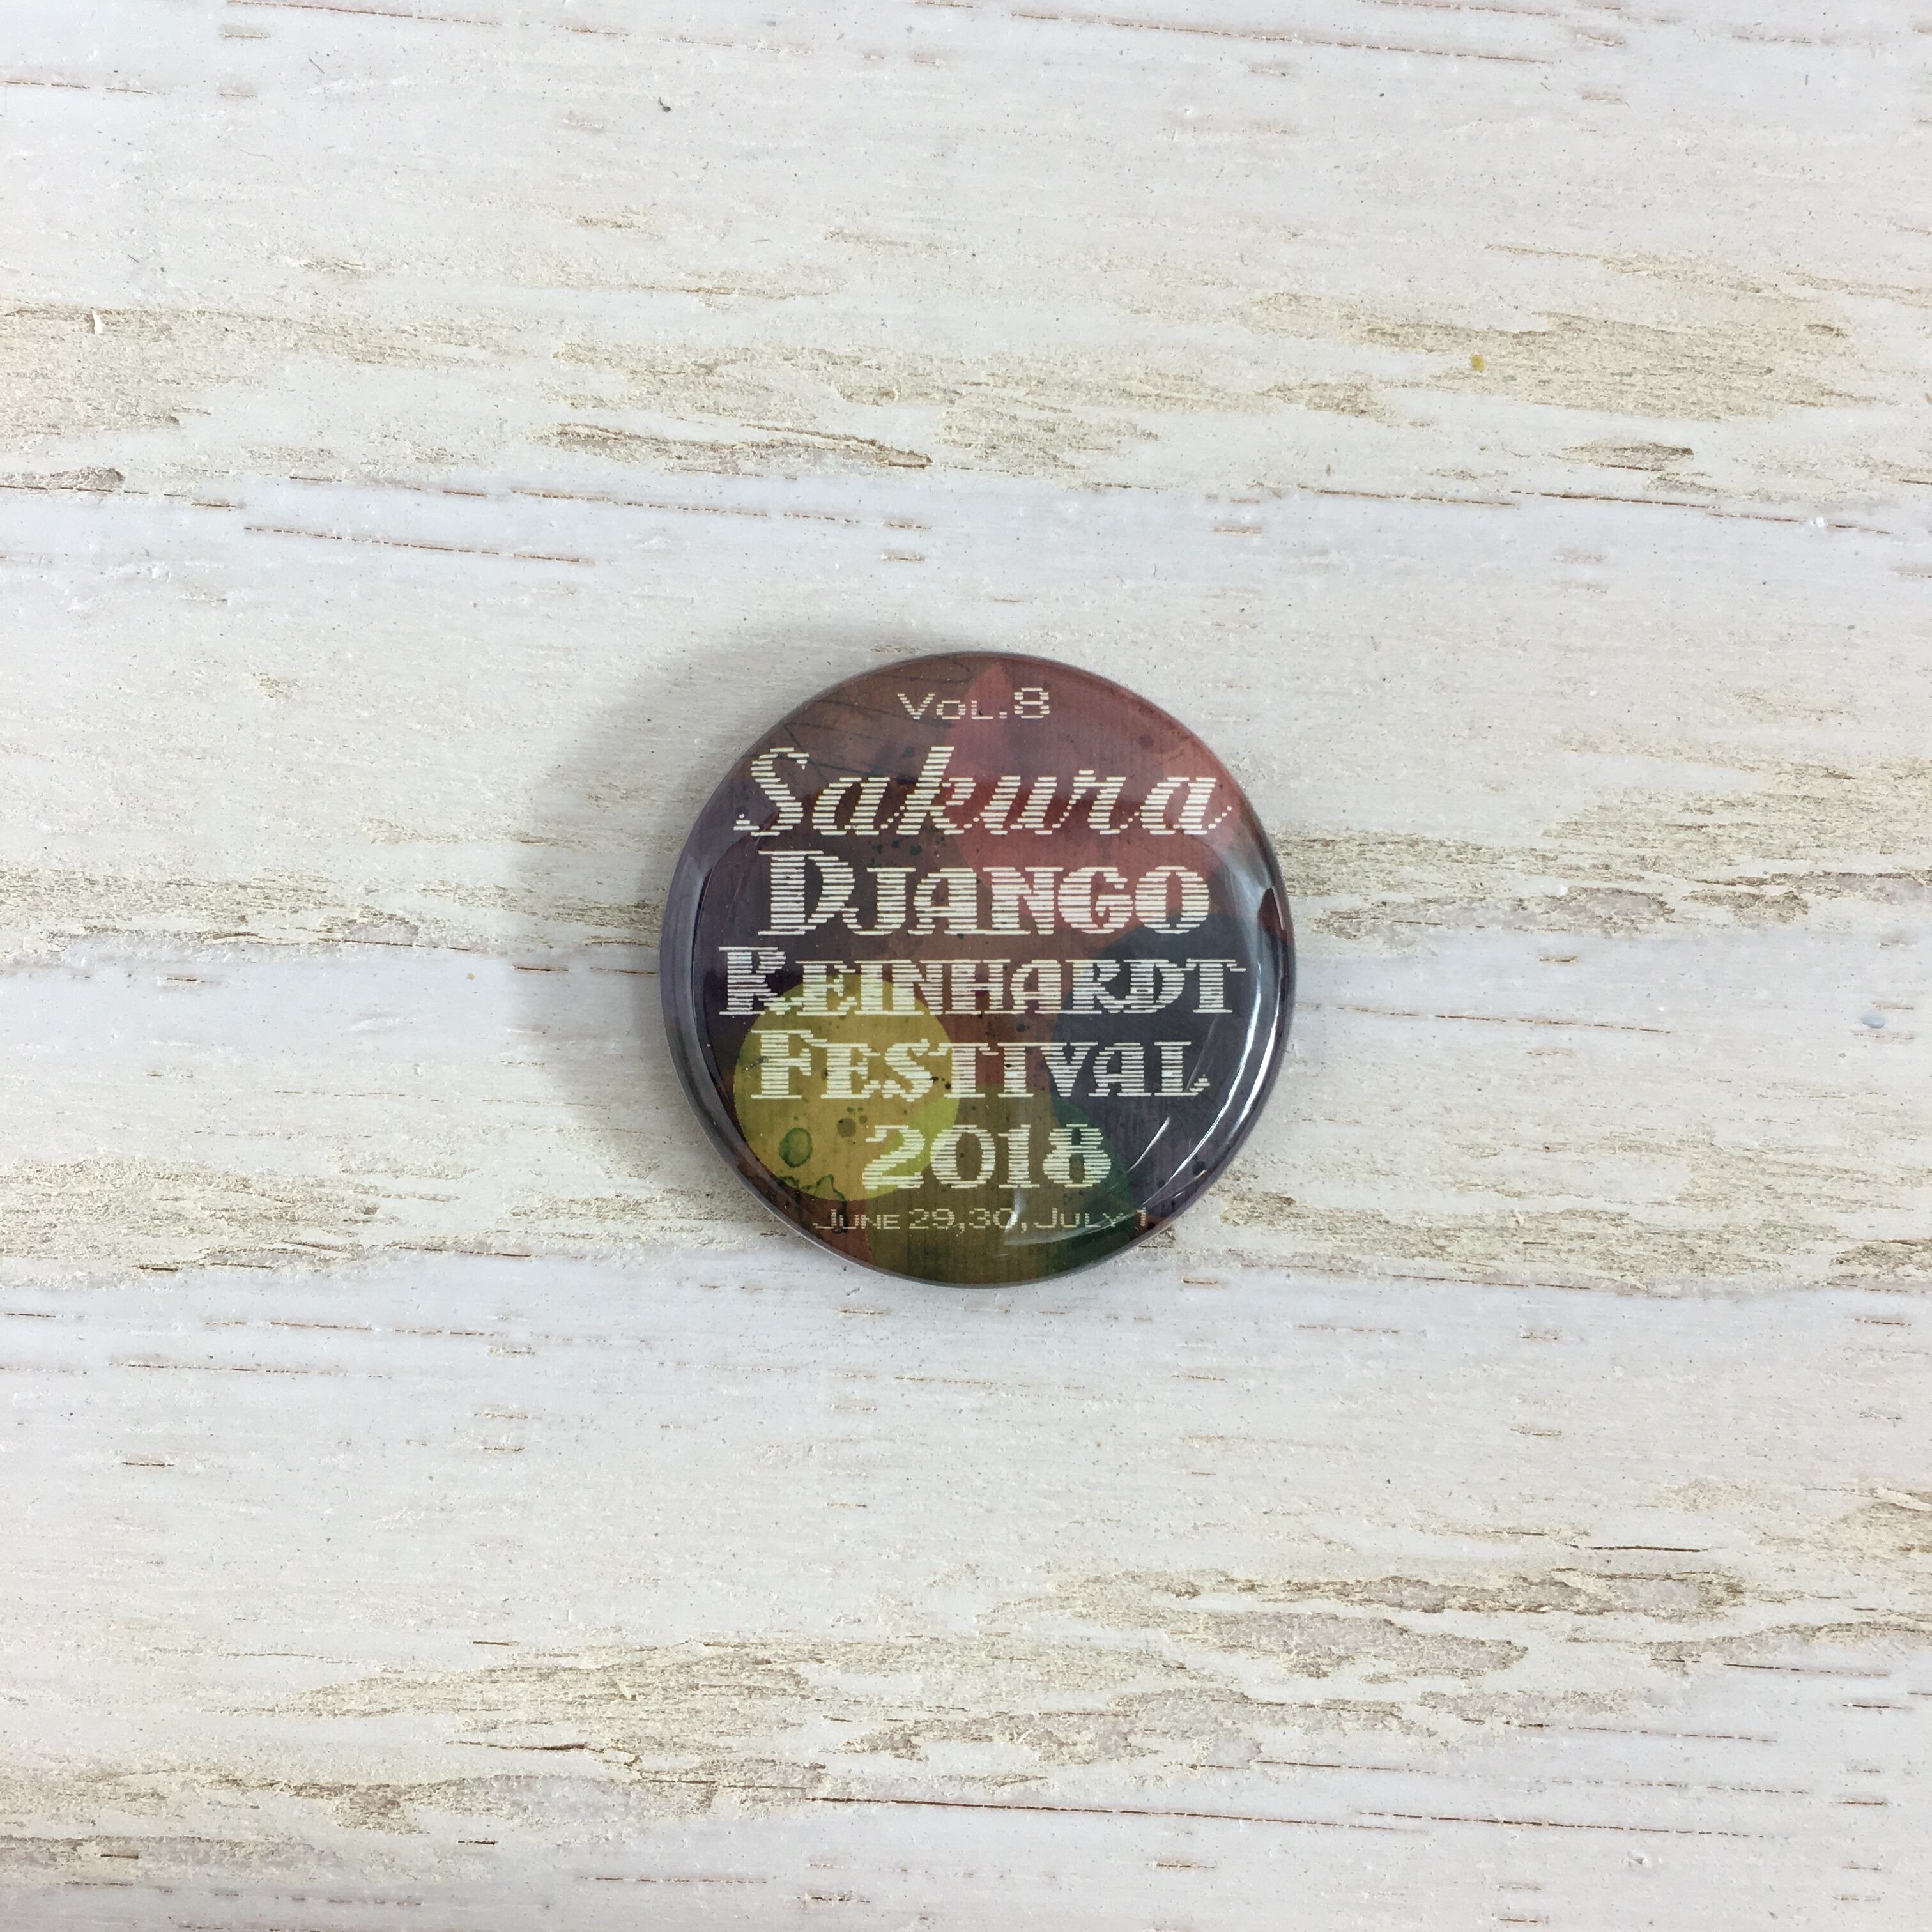 Vol.8
Sakura
Django
Reinhardt
Festival
2018
June 29,30, July 1